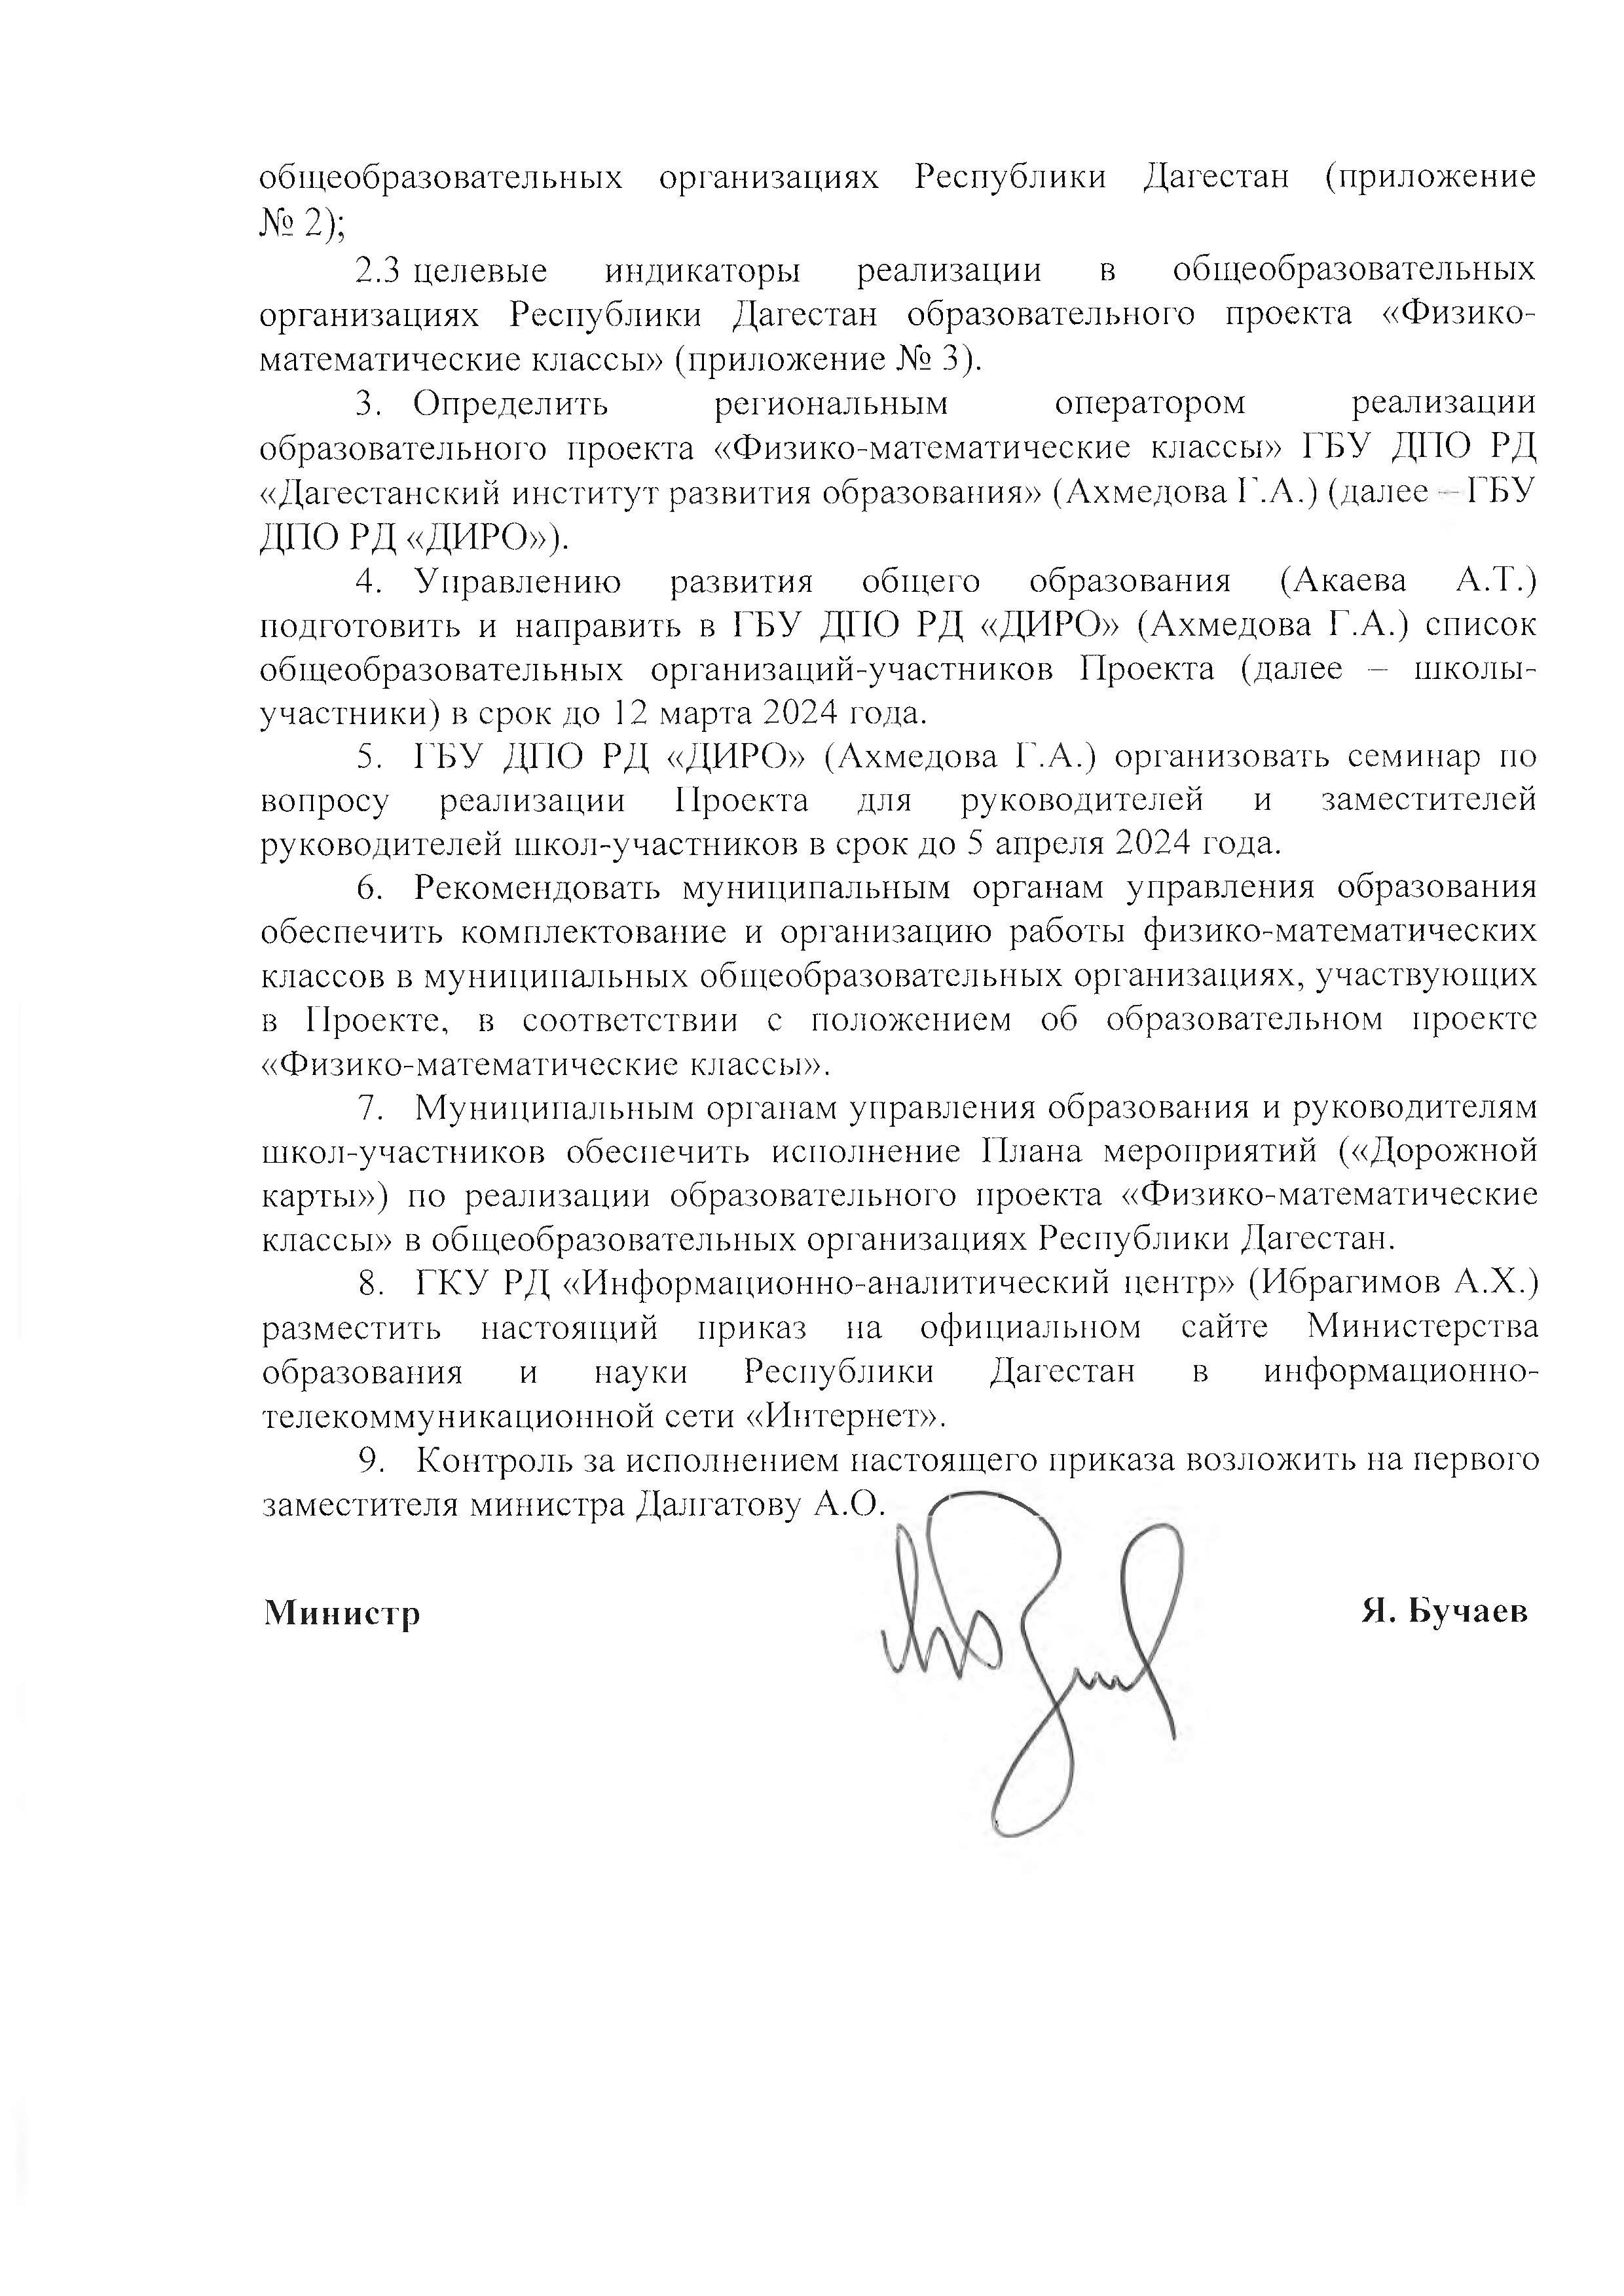 общеобразовательных организациях Республики Дагестан (приложение
№ 2);
2.3 целевые индикаторы реализации в общеобразовательных
организациях Республики Дагестан образовательного проекта «Физико-
математические классы» (приложение № 3).
3. Определить региональным оператором реализации
образовательного проекта «Физико-математические классы» ГБУ ДПО РД
«Дагестанский институт развития образования» (Ахмедова Г.А.) (далее – ГБУ
ДПО РД «ДИРО»).
4. Управлению развития общего образования (Акаева А.Т.)
подготовить и направить в ГБУ ДПО РД «ДИРО» (Ахмедова Г.А.) список
общеобразовательных организаций-участников Проекта (далее – школы-
участники) в срок до 12 марта 2024 года.
5. ГБУ ДПО РД «ДИРО» (Ахмедова Г.А.) организовать семинар по
вопросу реализации Проекта для руководителей и заместителей
руководителей школ-участников в срок до 5 апреля 2024 года.
6. Рекомендовать муниципальным органам управления образования
обеспечить комплектование и организацию работы физико-математических
классов в муниципальных общеобразовательных организациях, участвующих
в Проекте, в соответствии с положением об образовательном проекте
«Физико-математические классы».
7. Муниципальным органам управления образования и руководителям
школ-участников обеспечить исполнение Плана мероприятий («Дорожной
карты») по реализации образовательного проекта «Физико-математические
классы» в общеобразовательных организациях Республики Дагестан.
8. ГКУ РД «Информационно-аналитический центр» (Ибрагимов А.Х.)
разместить настоящий приказ на официальном сайте Министерства
образования и науки Республики Дагестан в информационно-
телекоммуникационной сети «Интернет».
9. Контроль за исполнением настоящего приказа возложить на первого
заместителя министра Далгатову А.О.
Министр Я. Бучаев